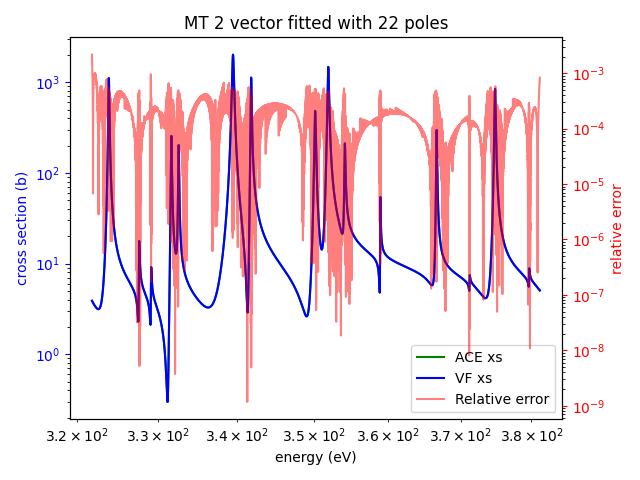 MT 2 vector fitted with 22 poles
cross section (b)
10³
10²
10¹
10⁰
10⁻³
10⁻⁴
10⁻⁵
10⁻⁶
10⁻⁷
10⁻⁸
10⁻⁹
relative error
ACE xs
VF xs
Relative error
3.2 × 10² 3.3 × 10² 3.4 × 10² 3.5 × 10² 3.6 × 10² 3.7 × 10² 3.8 × 10²
energy (eV)